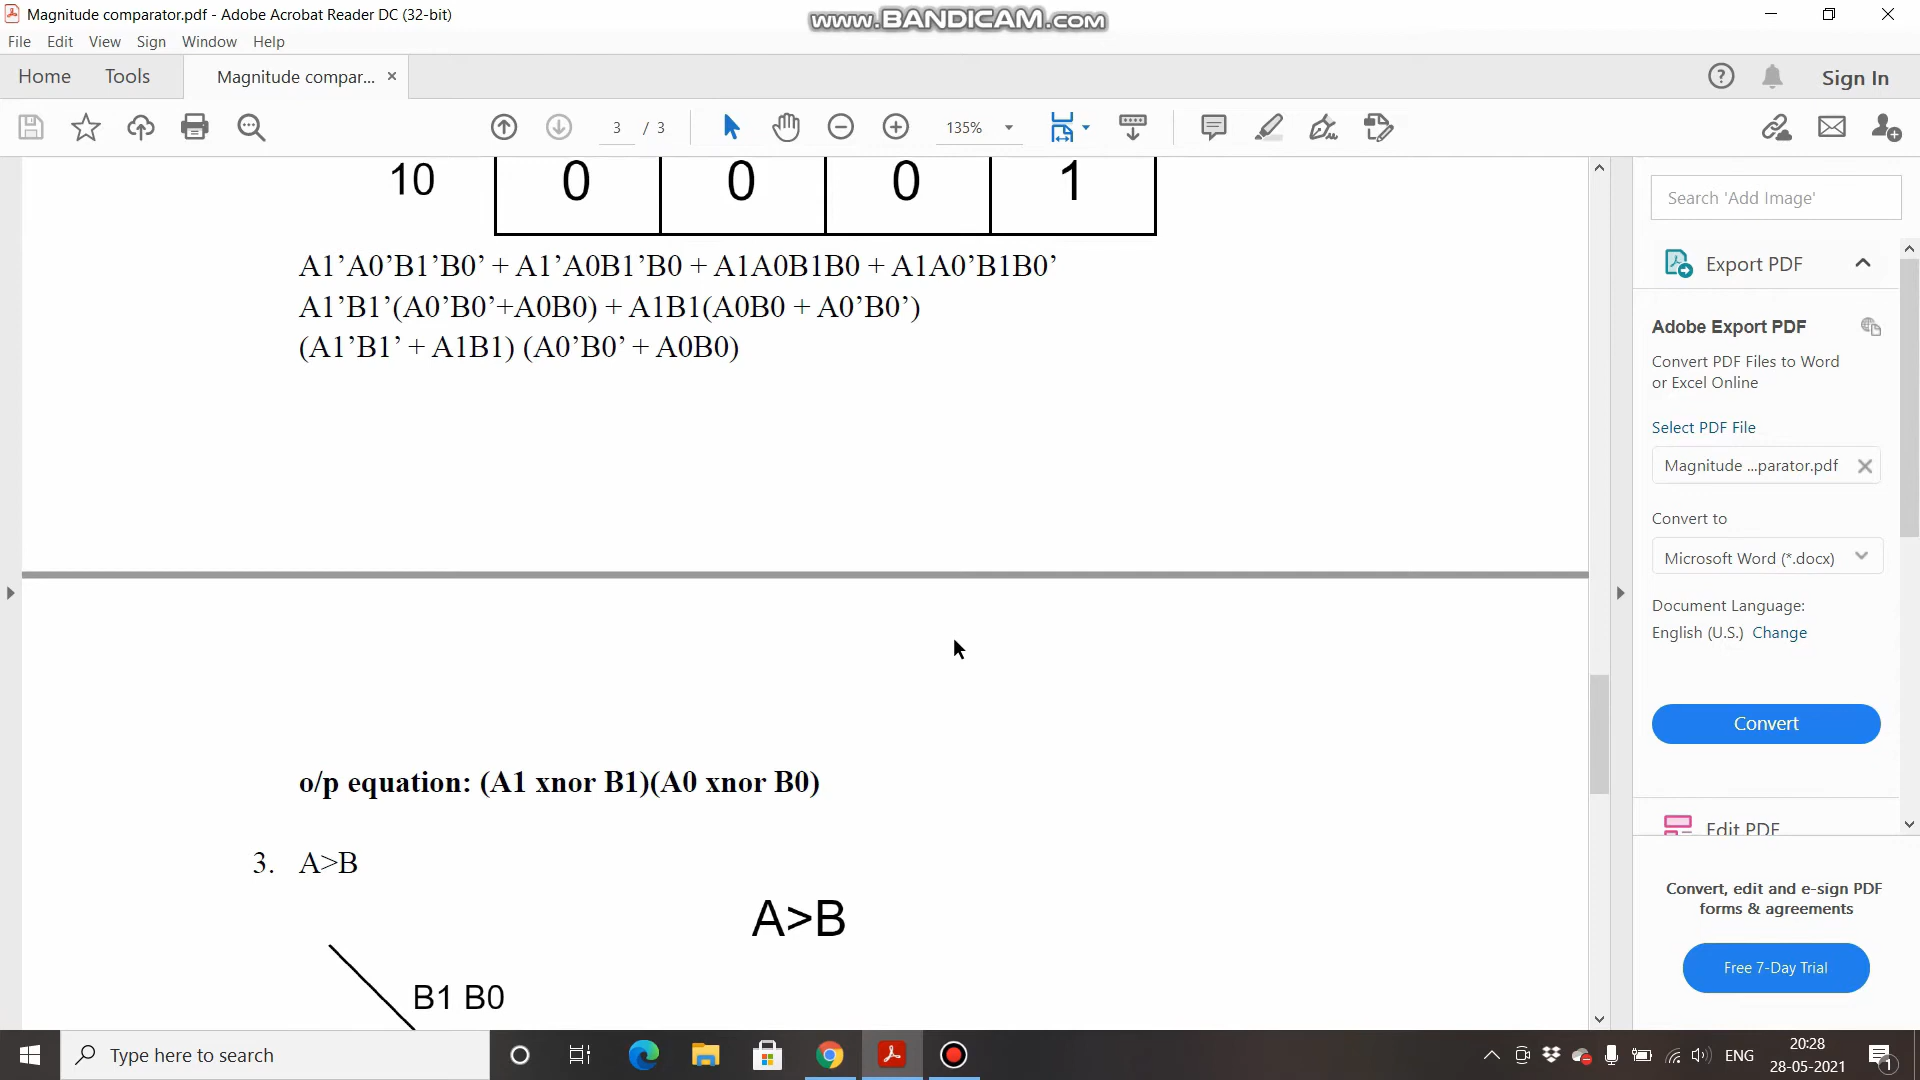 Magnitude comparator.pdf - Adobe Acrobat Reader DC (32-bit)
www.BANDICAM.com
File Edit View Sign Window Help
Home Tools Magnitude compar... ×
Sign In
3 / 3
135%
10 0 0 0 1
A1’A0’B1’B0’ + A1’A0B1’B0 + A1A0B1B0 + A1A0’B1B0’
A1’B1’(A0’B0’+A0B0) + A1B1(A0B0 + A0’B0’)
(A1’B1’ + A1B1) (A0’B0’ + A0B0)
o/p equation: (A1 xnor B1)(A0 xnor B0)
3. A>B
A>B
B1 B0
Search 'Add Image'
Export PDF
Adobe Export PDF
Convert PDF Files to Word
or Excel Online
Select PDF File
Magnitude ...parator.pdf
Convert to
Microsoft Word (*.docx)
Document Language:
English (U.S.) Change
Convert
Edit PDF
Convert, edit and e-sign PDF
forms & agreements
Free 7-Day Trial
Type here to search
ENG
20:28
28-05-2021
1